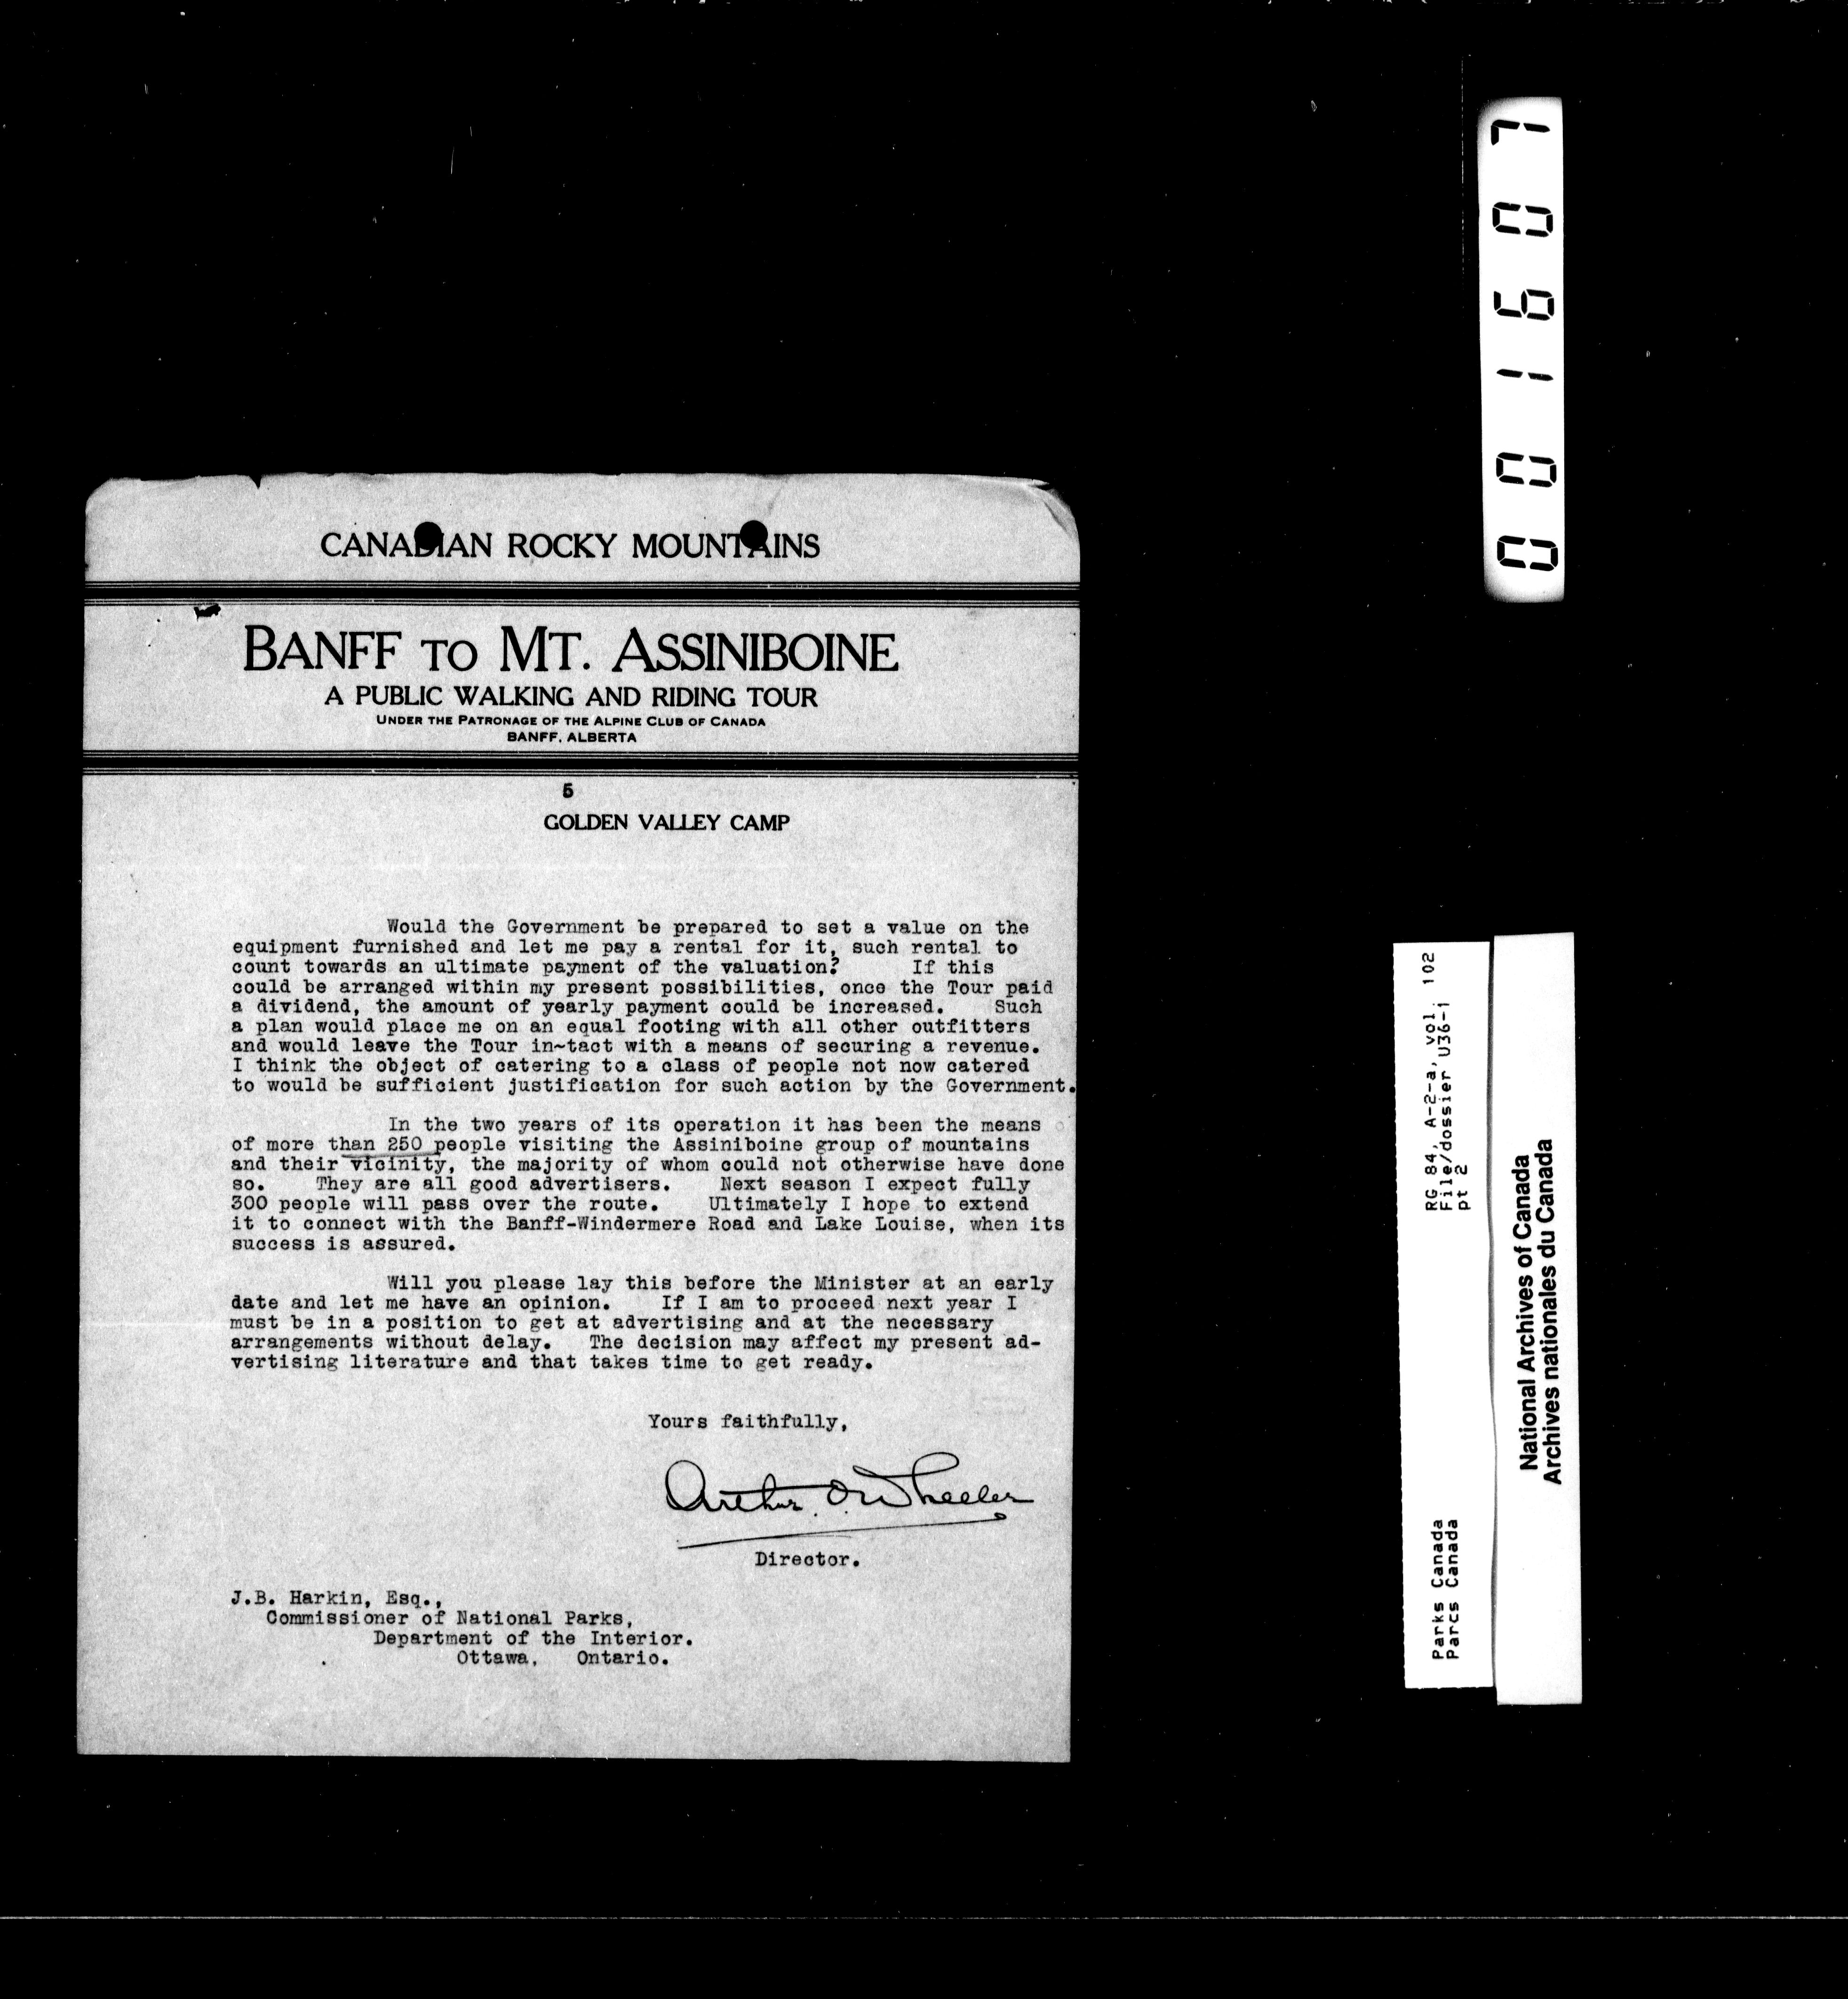 CANADIAN ROCKY MOUNTAINS
BANFF TO MT. ASSINIBOINE
A PUBLIC WALKING AND RIDING TOUR
UNDER THE PATRONAGE OF THE ALPINE CLUB OF CANADA
BANFF, ALBERTA
5
GOLDEN VALLEY CAMP
Would the Government be prepared to set a value on the
equipment furnished and let me pay a rental for it, such rental to
count towards an ultimate payment of the valuation? If this
could be arranged within my present possibilities, once the Tour paid
a dividend, the amount of yearly payment could be increased. Such
a plan would place me on an equal footing with all other outfitters
and would leave the Tour in~tact with a means of securing a revenue.
I think the object of catering to a class of people not now catered
to would be sufficient justification for such action by the Government.
In the two years of its operation it has been the means
of more than 250 people visiting the Assiniboine group of mountains
and their vicinity, the majority of whom could not otherwise have done
so. They are all good advertisers. Next season I expect fully
300 people will pass over the route. Ultimately I hope to extend
it to connect with the Banff-Windermere Road and Lake Louise, when its
success is assured.
Will you please lay this before the Minister at an early
date and let me have an opinion. If I am to proceed next year I
must be in a position to get at advertising and at the necessary
arrangements without delay. The decision may affect my present ad-
vertising literature and that takes time to get ready.
Yours faithfully,
Arthur O. Wheeler
Director.
J.B. Harkin, Esq.,
Commissioner of National Parks,
Department of the Interior.
Ottawa, Ontario.
001607
RG 84, A-2-a, vol. 102
File/dossier U36-1
pt 2
Parks Canada
Parcs Canada
National Archives of Canada
Archives nationales du Canada